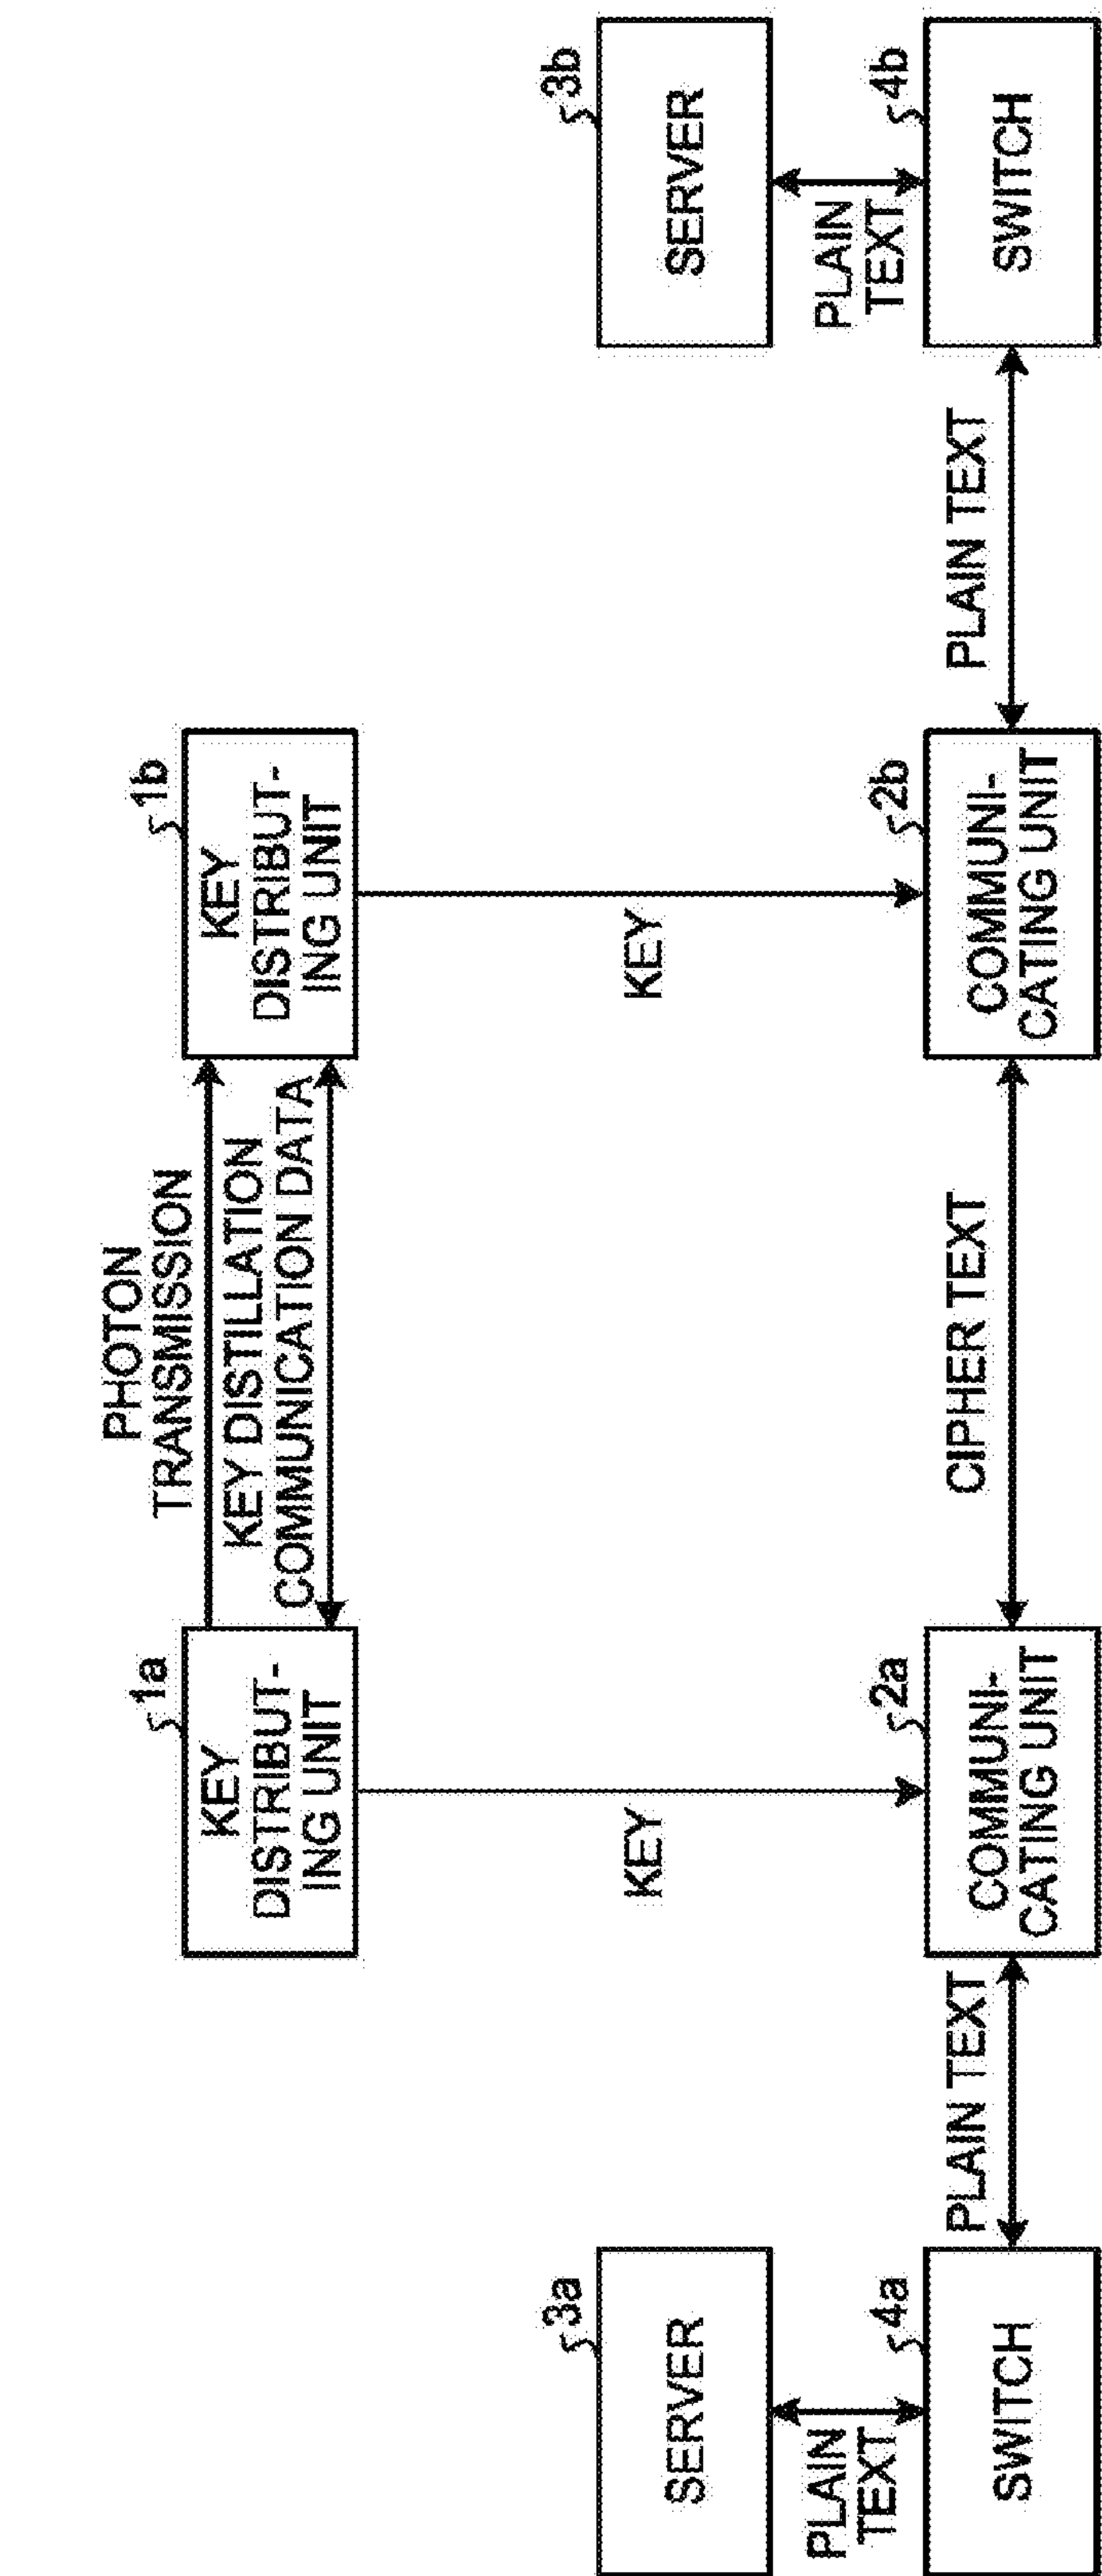 PHOTON
TRANSMISSION
1a
KEY
DISTRIBUT-
ING UNIT
KEY DISTILLATION
COMMUNICATION DATA
1b
KEY
DISTRIBUT-
ING UNIT
3a
SERVER
KEY
KEY
3b
SERVER
PLAIN
TEXT
PLAIN
TEXT
4a
SWITCH
PLAIN TEXT
2a
COMMUNI-
CATING UNIT
CIPHER TEXT
2b
COMMUNI-
CATING UNIT
PLAIN TEXT
4b
SWITCH